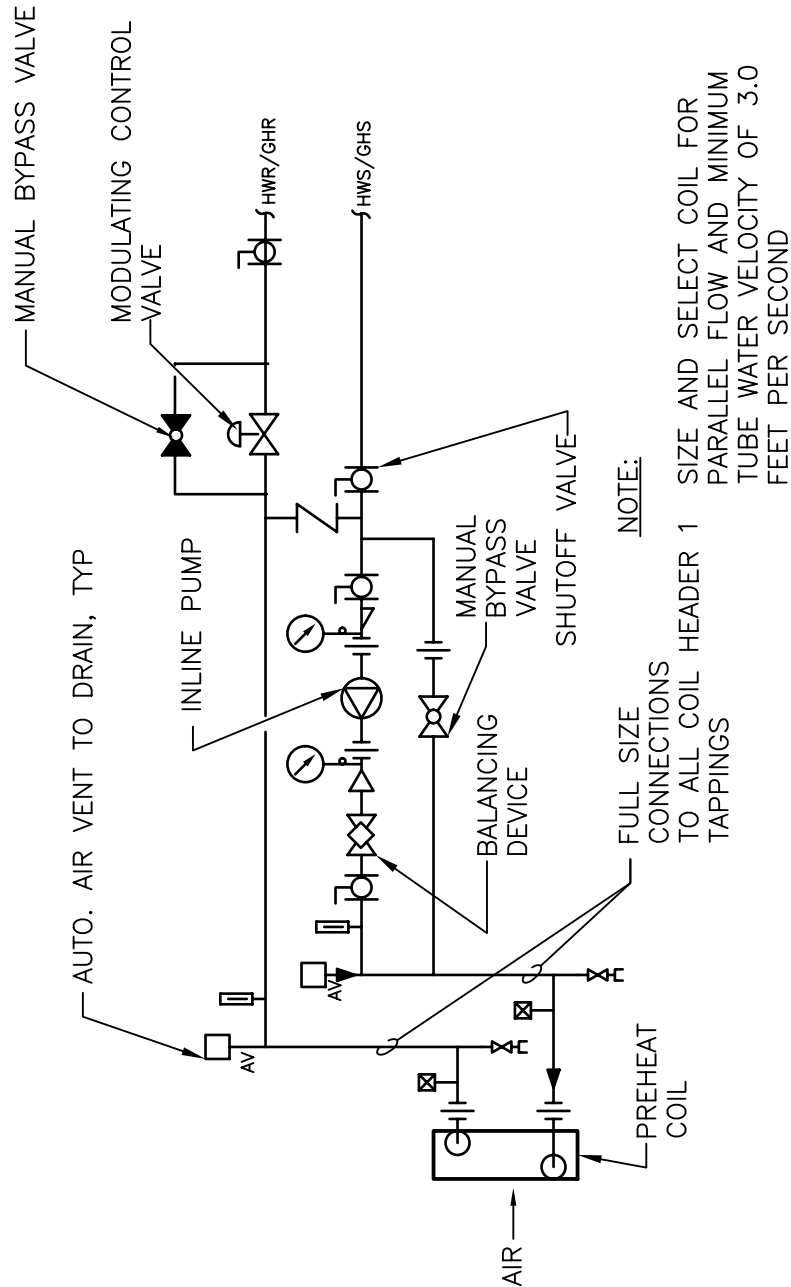 MANUAL BYPASS VALVE
MODULATING CONTROL
VALVE
AUTO. AIR VENT TO DRAIN, TYP
HWR/GHR
INLINE PUMP
HWS/GHS
AV
AV
MANUAL
BYPASS
VALVE
SHUTOFF VALVE
BALANCING
DEVICE
FULL SIZE
CONNECTIONS
TO ALL COIL HEADER
TAPPINGS
PREHEAT
COIL
AIR
NOTE:
1 SIZE AND SELECT COIL FOR
PARALLEL FLOW AND MINIMUM
TUBE WATER VELOCITY OF 3.0
FEET PER SECOND